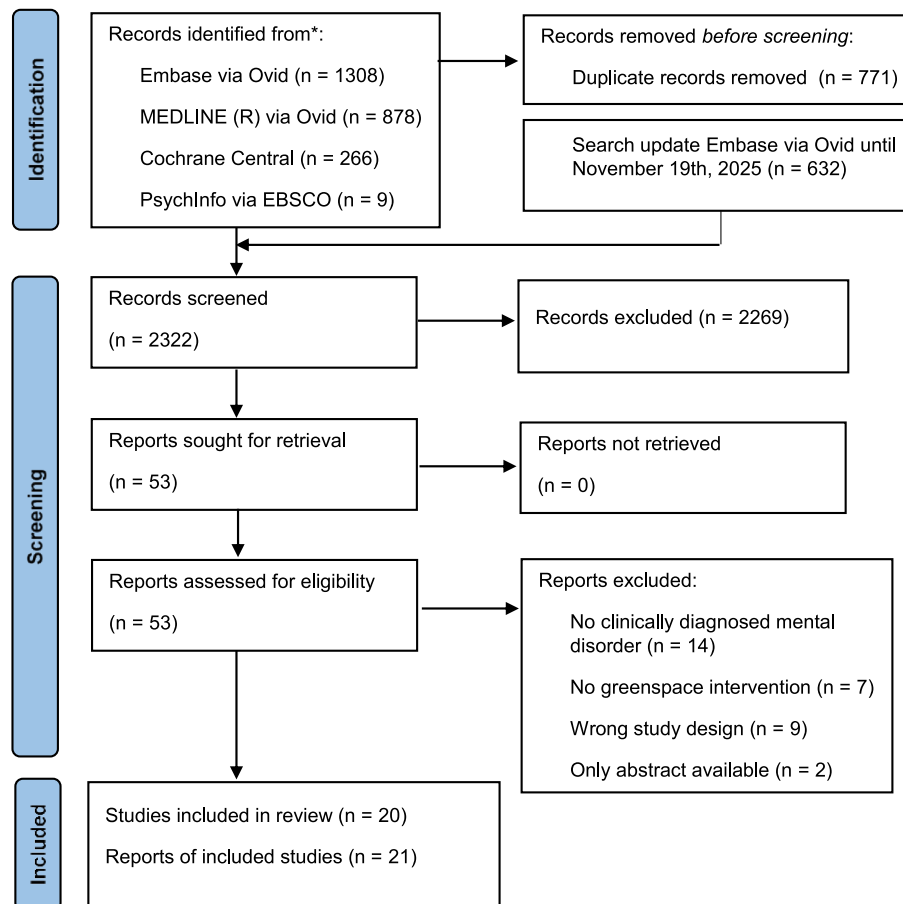 Identification
Records identified from*:
Embase via Ovid (n = 1308)
MEDLINE (R) via Ovid (n = 878)
Cochrane Central (n = 266)
PsychInfo via EBSCO (n = 9)
Records removed before screening:
Duplicate records removed (n = 771)
Search update Embase via Ovid until
November 19th, 2025 (n = 632)
Screening
Records screened
(n = 2322)
Records excluded (n = 2269)
Reports sought for retrieval
(n = 53)
Reports not retrieved
(n = 0)
Reports assessed for eligibility
(n = 53)
Reports excluded:
No clinically diagnosed mental
disorder (n = 14)
No greenspace intervention (n = 7)
Wrong study design (n = 9)
Only abstract available (n = 2)
Included
Studies included in review (n = 20)
Reports of included studies (n = 21)